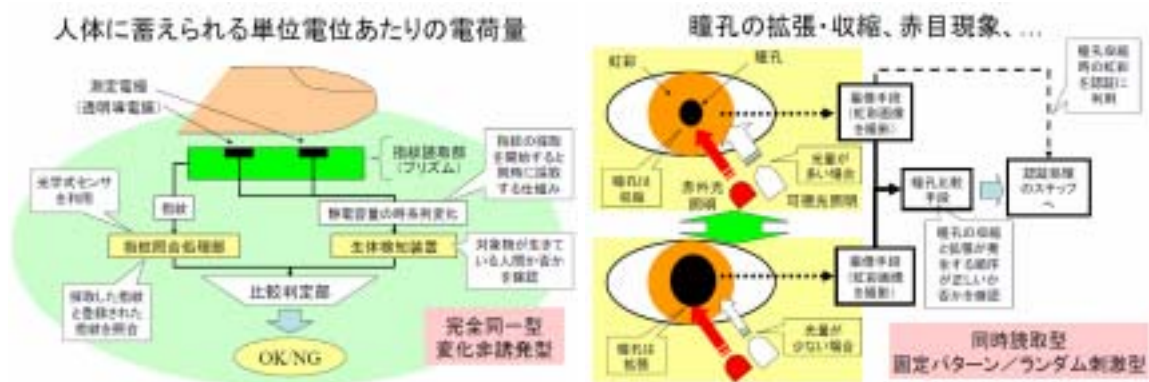 人体に蓄えられる単位電位あたりの電荷量
測定電極
(透明導電膜)
指紋読取部
(プリズム)
指紋の採取
を開始すると
同時に採取
する仕組み
光学式センサ
を利用
指紋
静電容量の時系列変化
指紋照合処理部
生体検知装置
対象物が生きて
いる人間か否か
を確認
比較判定部
採取した指紋
と登録された
指紋を照合
OK/NG
完全同一型
変化非誘発型
瞳孔の拡張・収縮、赤目現象、…
虹彩
瞳孔
瞳孔は
収縮
赤外光
照明
可視光照明
光量が
多い場合
撮像手段
(虹彩画像
を撮影)
瞳孔収縮
時の虹彩
を認証に
利用
瞳孔比較
手段
認証処理
のステップ
へ
瞳孔の収縮
と拡張が発
生する順序
が正しいか
否かを確認
撮像手段
(虹彩画像
を撮影)
瞳孔は
拡張
光量が
少ない場合
同時読取型
固定パターン/ランダム刺激型